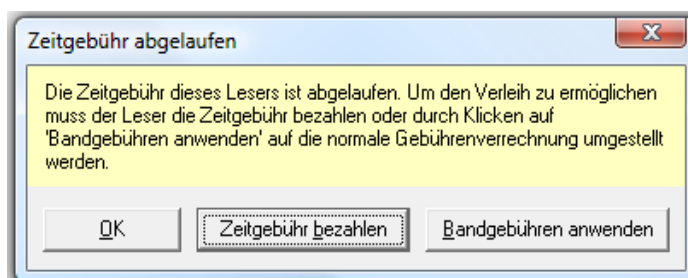 Zeitgebühr abgelaufen
Die Zeitgebühr dieses Lesers ist abgelaufen. Um den Verleih zu ermöglichen
muss der Leser die Zeitgebühr bezahlen oder durch Klicken auf
'Bandgebühren anwenden' auf die normale Gebührenverrechnung umgestellt
werden.
OK Zeitgebühr bezahlen Bandgebühren anwenden